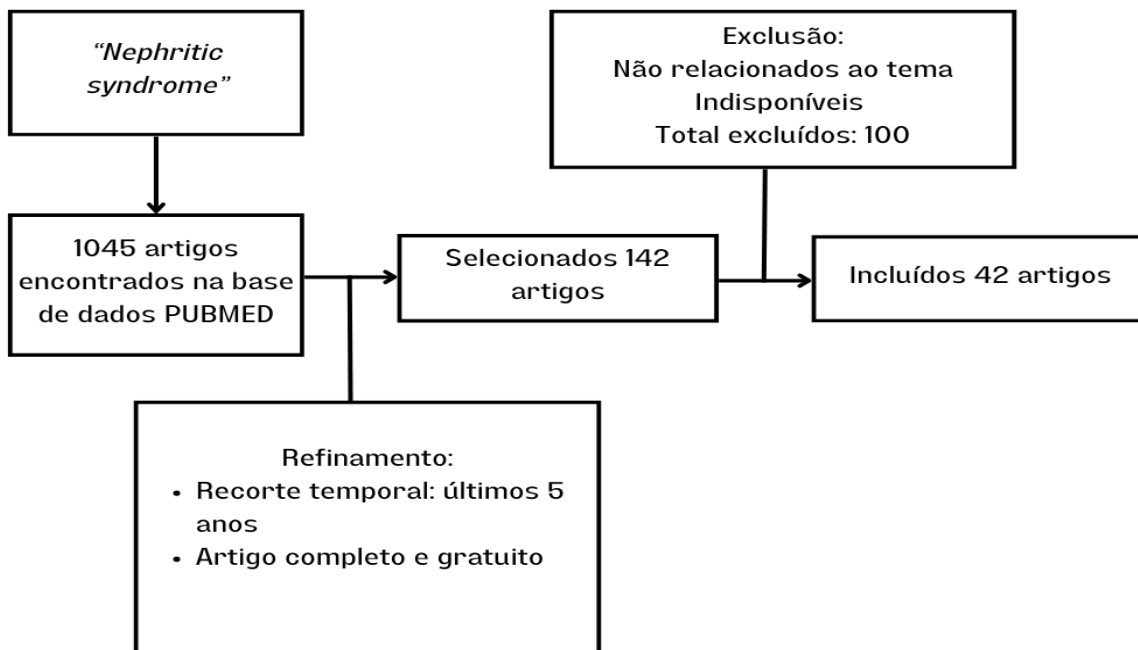 “Nephritic
syndrome”
Exclusão:
Não relacionados ao tema
Indisponíveis
Total excluídos: 100
1045 artigos
encontrados na base
de dados PUBMED
Selecionados 142
artigos
Incluídos 42 artigos
Refinamento:
• Recorte temporal: últimos 5
anos
• Artigo completo e gratuito